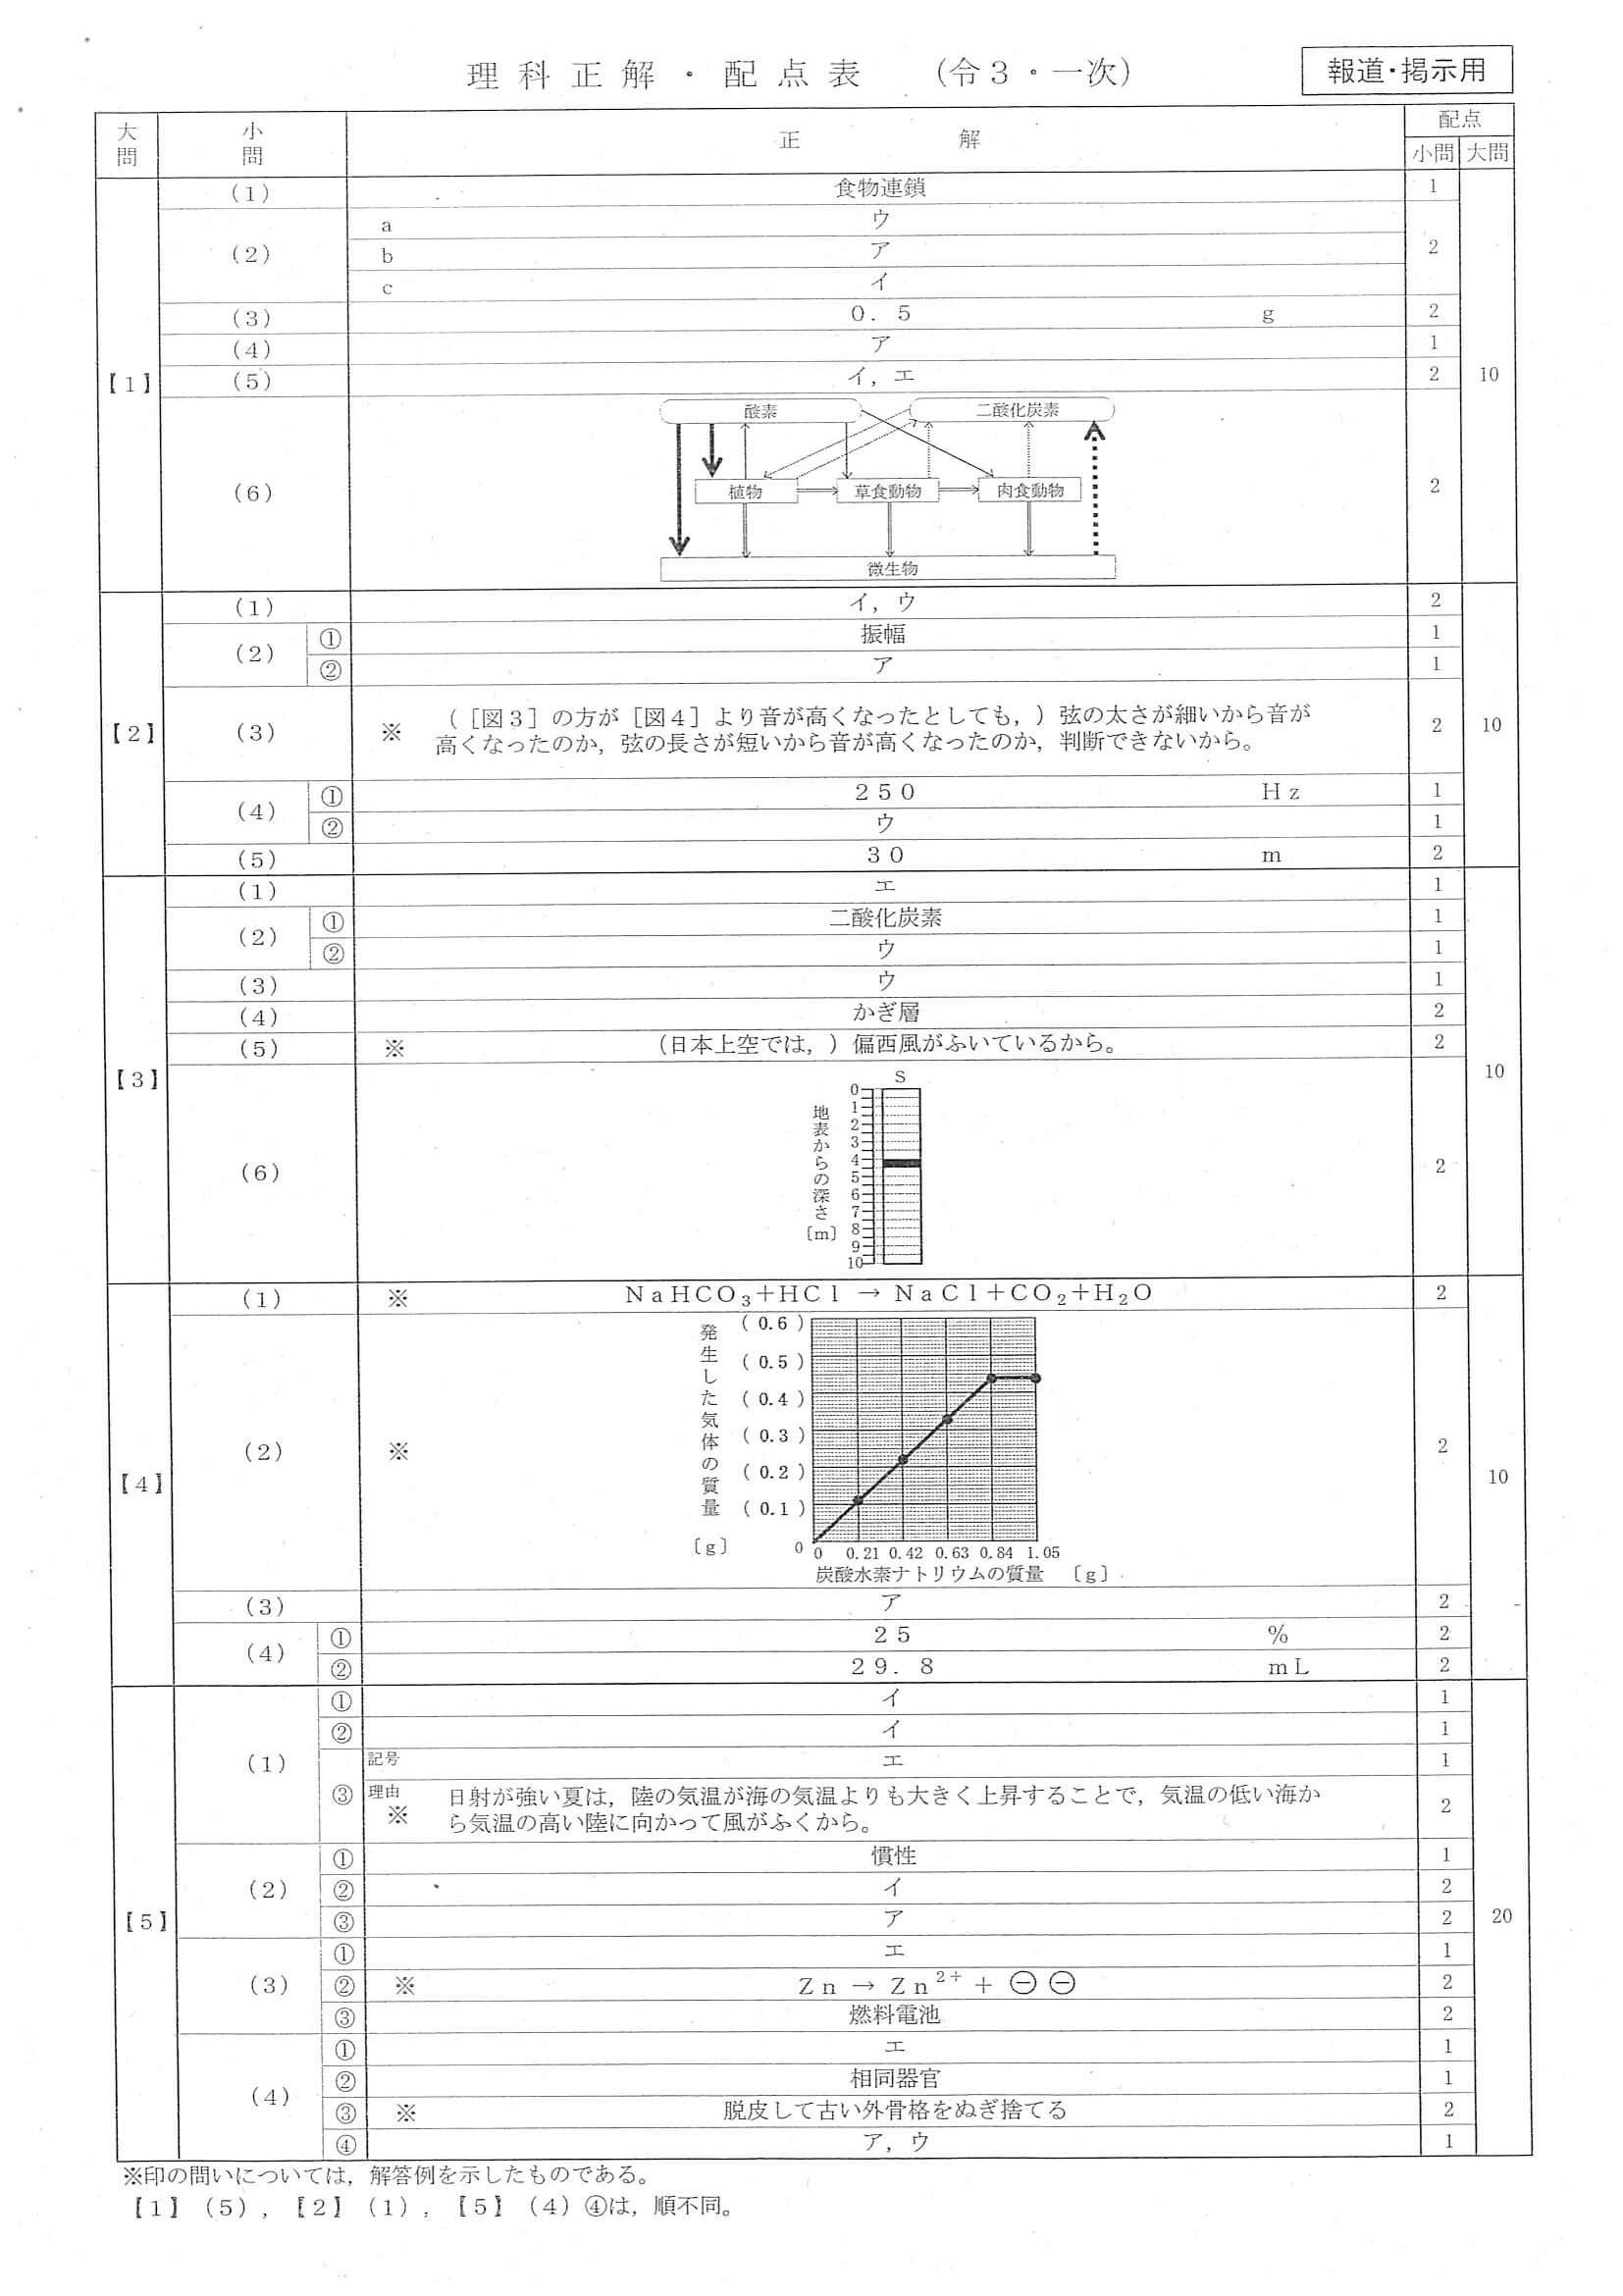 理科正解・配点表 （令３・一次）
報道・掲示用
大問 小問 正解 配点
小問 大問
【１】 （１） 食物連鎖 1 10
（２） a ウ 2
b ア
c イ
（３） ０．５ g 2
（４） ア 1
（５） イ，エ 2
（６） 2
酸素 二酸化炭素
植物 草食動物 肉食動物
微生物
【２】 （１） イ，ウ 2 10
（２） ① 振幅 1
② ア 1
（３） ※ （［図３］の方が［図４］より音が高くなったとしても，）弦の太さが細いから音が 2
高くなったのか，弦の長さが短いから音が高くなったのか，判断できないから。
（４） ① ２５０ Ｈｚ 1
② ウ 1
（５） ３０ m 2
【３】 （１） エ 1 10
（２） ① 二酸化炭素 1
② ウ 1
（３） ウ 1
（４） かぎ層 2
（５） ※ （日本上空では，）偏西風がふいているから。 2
（６） 2
S
地表からの深さ〔m〕
0
1
2
3
4
5
6
7
8
9
10
【４】 （１） ※ NaHCO₃＋HCl → NaCl＋CO₂＋H₂O 2 10
（２） ※ 2
発生した気体の質量〔g〕
( 0.6 )
( 0.5 )
( 0.4 )
( 0.3 )
( 0.2 )
( 0.1 )
0
0 0.21 0.42 0.63 0.84 1.05
炭酸水素ナトリウムの質量 〔g〕
（３） ア 2
（４） ① ２５ % 2
② ２９．８ mL 2
【５】 （１） ① イ 1 20
② イ 1
③ 記号 エ 1
理由 ※ 日射が強い夏は，陸の気温が海の気温よりも大きく上昇することで，気温の低い海か 2
ら気温の高い陸に向かって風がふくから。
（２） ① 慣性 1
② イ 2
③ ア 2
（３） ① エ 1
② ※ Zn → Zn²⁺ ＋ ⊖ ⊖ 2
③ 燃料電池 2
（４） ① エ 1
② 相同器官 1
③ ※ 脱皮して古い外骨格をぬぎ捨てる 2
④ ア，ウ 1
※印の問いについては，解答例を示したものである。
【１】（５），【２】（１），【５】（４）④は，順不同。